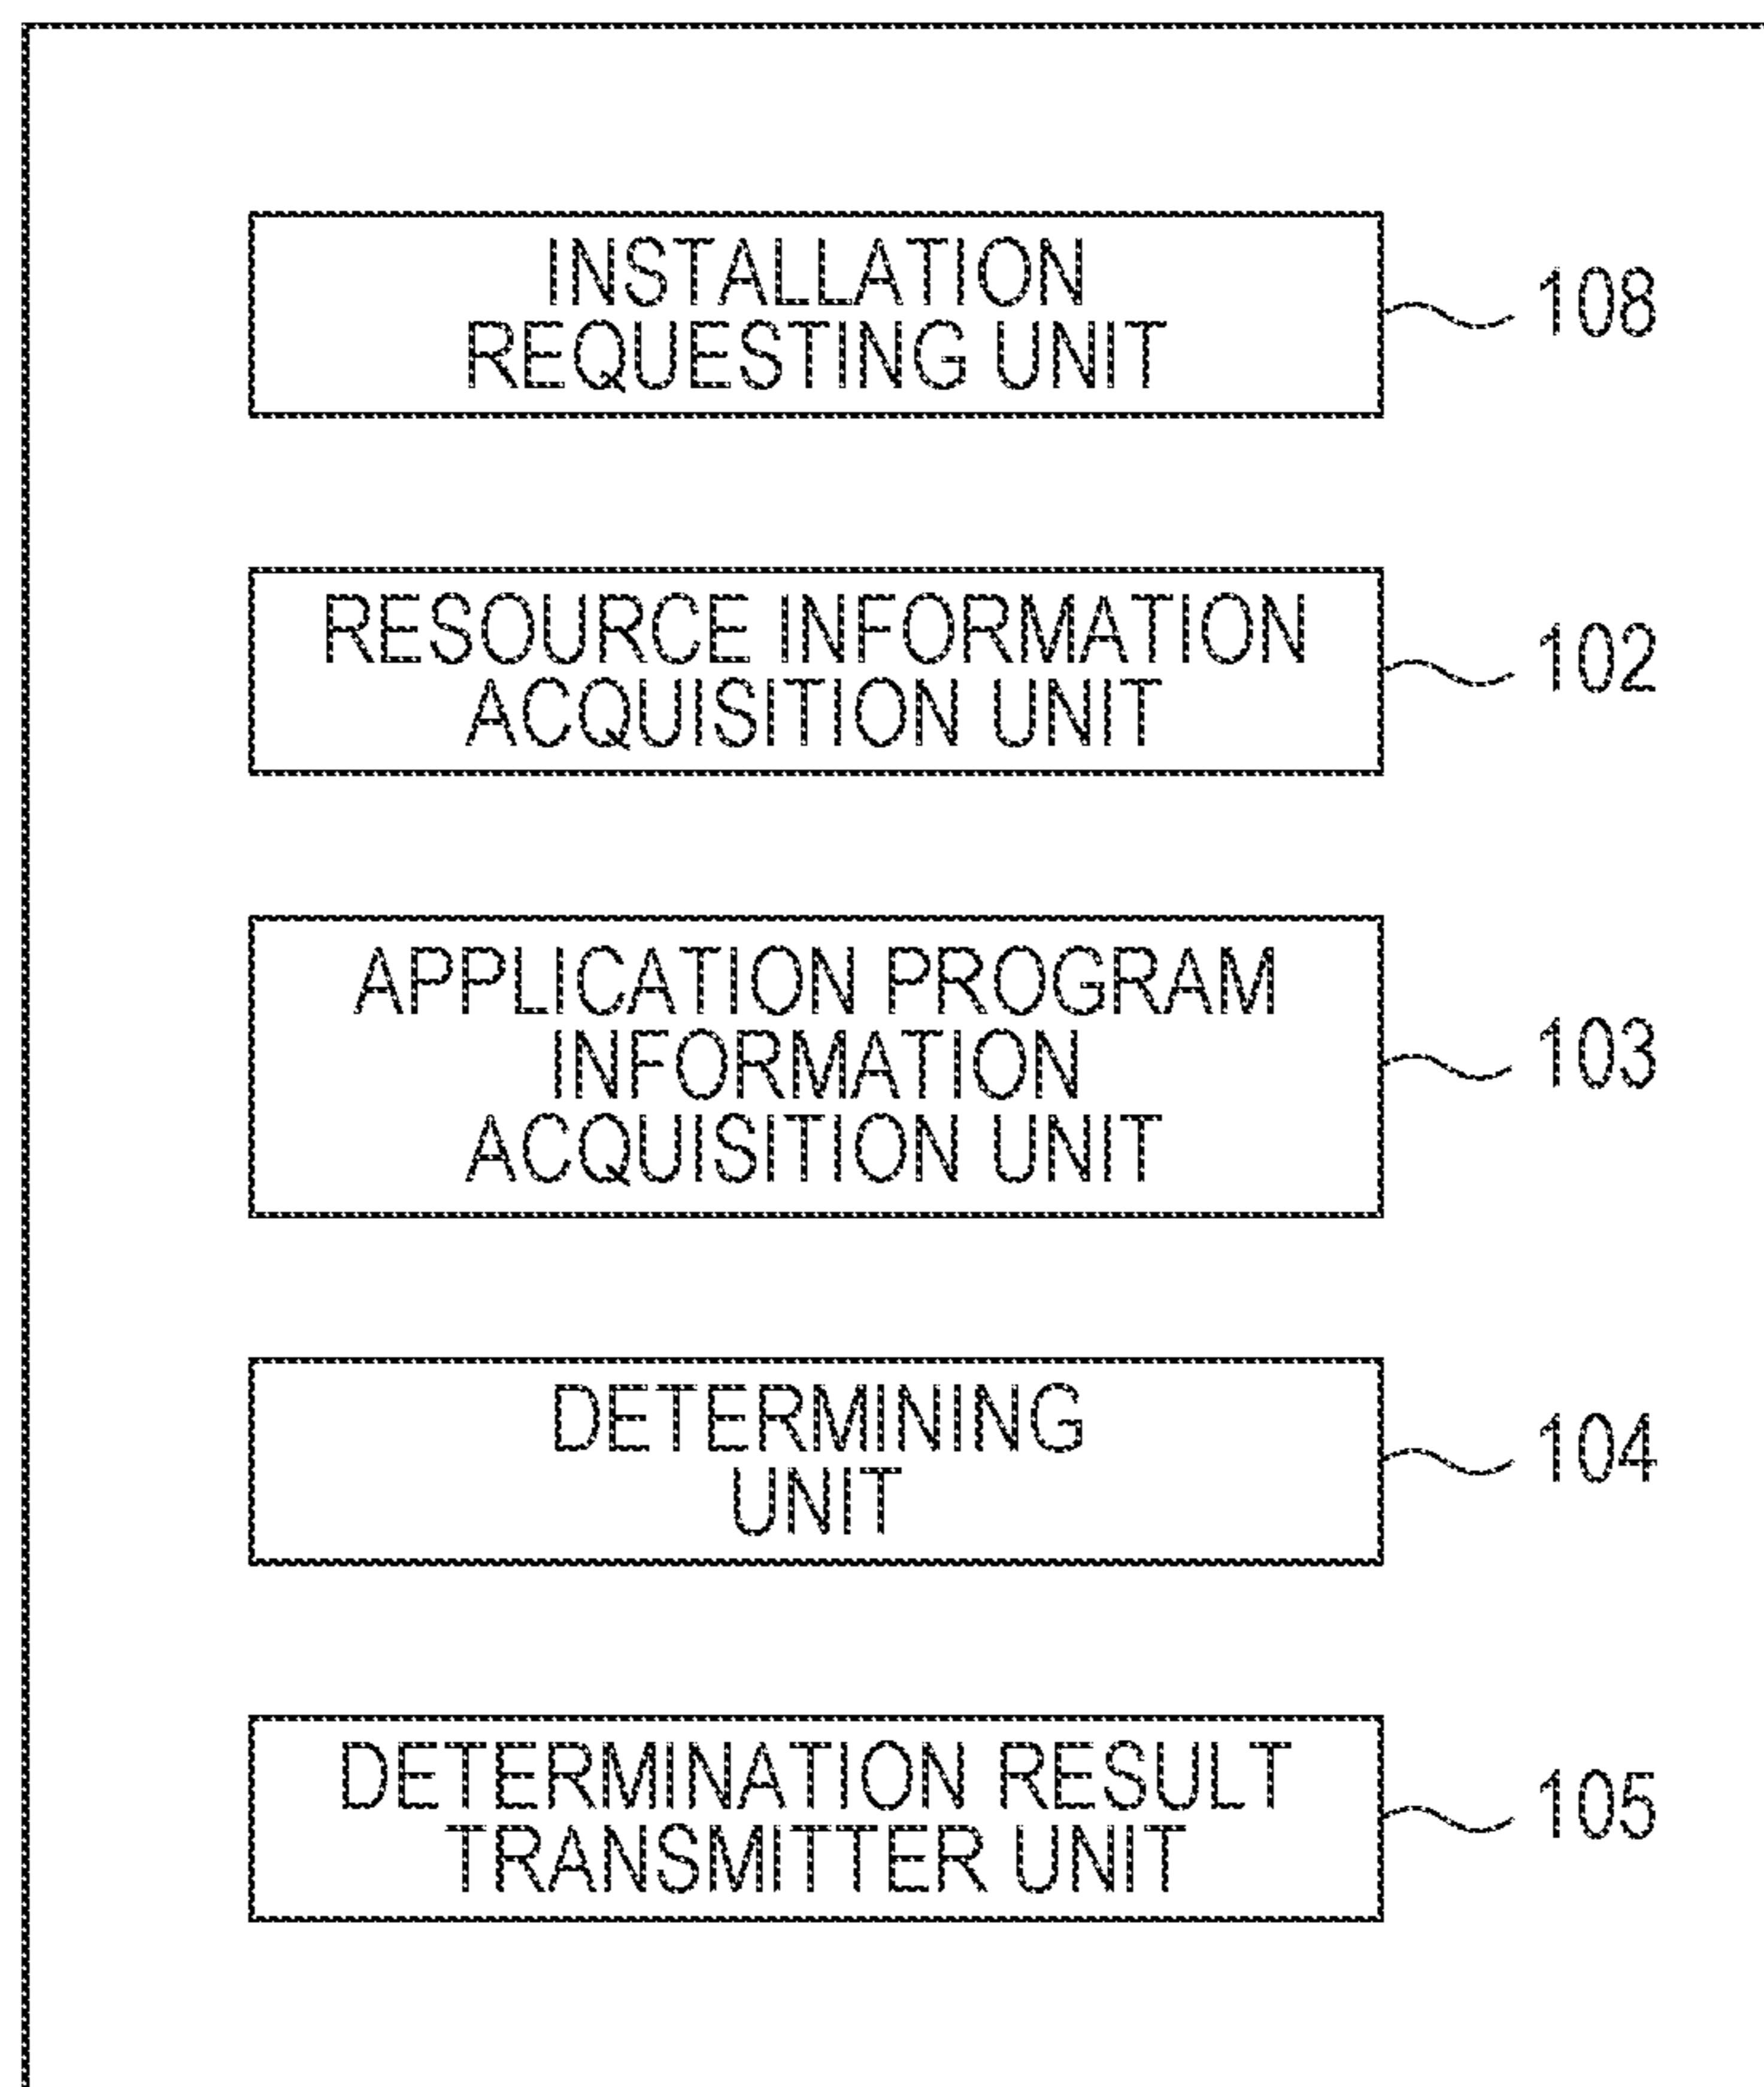 INSTALLATION
REQUESTING UNIT
108
RESOURCE INFORMATION
ACQUISITION UNIT
102
APPLICATION PROGRAM
INFORMATION
ACQUISITION UNIT
103
DETERMINING
UNIT
104
DETERMINATION RESULT
TRANSMITTER UNIT
105